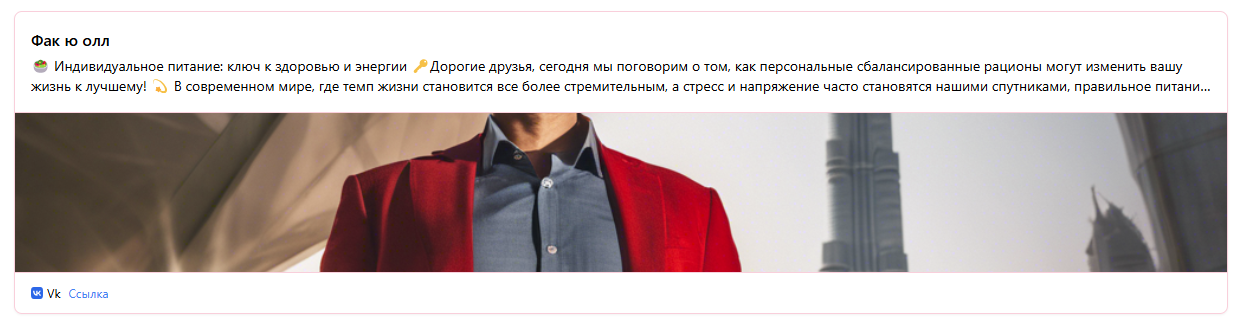 Фак ю олл
🥗 Индивидуальное питание: ключ к здоровью и энергии 🔑Дорогие друзья, сегодня мы поговорим о том, как персональные сбалансированные рационы могут изменить вашу
жизнь к лучшему! 💫 В современном мире, где темп жизни становится все более стремительным, а стресс и напряжение часто становятся нашими спутниками, правильное питани...
Vk Ссылка